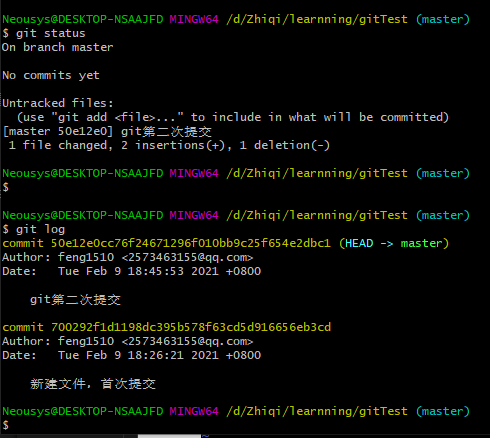 Neousys@DESKTOP-NSAAJFD MINGW64 /d/Zhiqi/learnning/gitTest (master)
$ git status
On branch master
No commits yet
Untracked files:
(use "git add <file>..." to include in what will be committed)
[master 50e12e0] git第二次提交
1 file changed, 2 insertions(+), 1 deletion(-)
Neousys@DESKTOP-NSAAJFD MINGW64 /d/Zhiqi/learnning/gitTest (master)
$
Neousys@DESKTOP-NSAAJFD MINGW64 /d/Zhiqi/learnning/gitTest (master)
$ git log
commit 50e12e0cc76f24671296f010bb9c25f654e2dbc1 (HEAD -> master)
Author: feng1510 <2573463155@qq.com>
Date:   Tue Feb 9 18:45:53 2021 +0800
git第二次提交
commit 700292f1d1198dc395b578f63cd5d916656eb3cd
Author: feng1510 <2573463155@qq.com>
Date:   Tue Feb 9 18:26:21 2021 +0800
新建文件，首次提交
Neousys@DESKTOP-NSAAJFD MINGW64 /d/Zhiqi/learnning/gitTest (master)
$